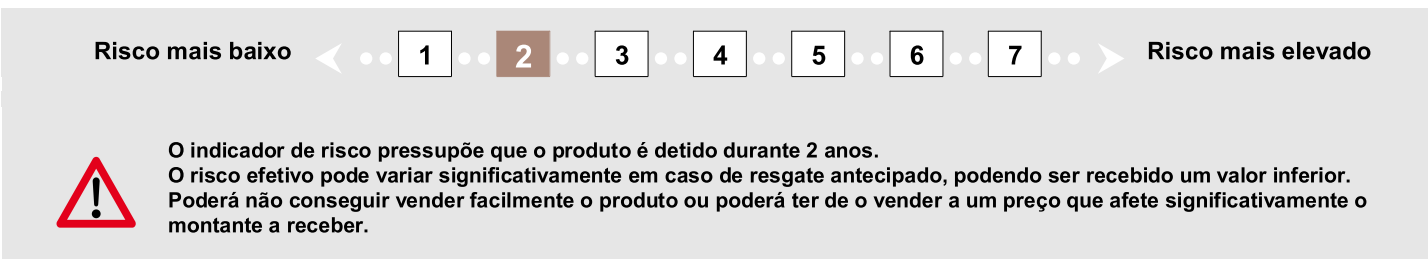 Risco mais baixo 1 2 3 4 5 6 7 Risco mais elevado
O indicador de risco pressupõe que o produto é detido durante 2 anos.
O risco efetivo pode variar significativamente em caso de resgate antecipado, podendo ser recebido um valor inferior.
Poderá não conseguir vender facilmente o produto ou poderá ter de o vender a um preço que afete significativamente o
montante a receber.